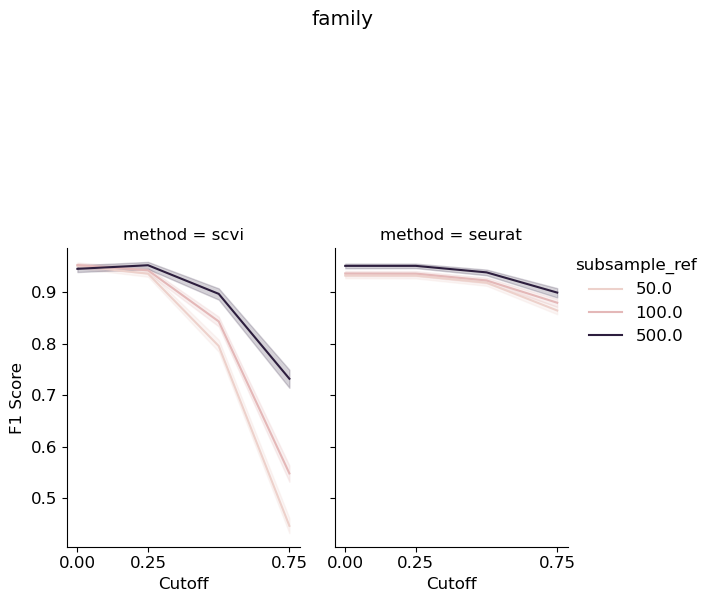 family
method = scvi
method = seurat
subsample_ref
50.0
100.0
500.0
F1 Score
0.9
0.8
0.7
0.6
0.5
0.00 0.25 0.75
0.00 0.25 0.75
Cutoff
Cutoff